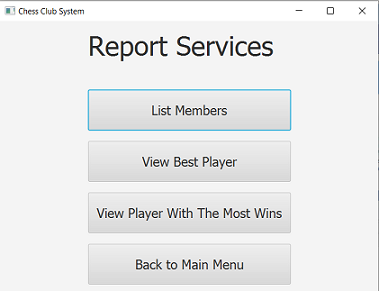 Chess Club System
Report Services
List Members
View Best Player
View Player With The Most Wins
Back to Main Menu